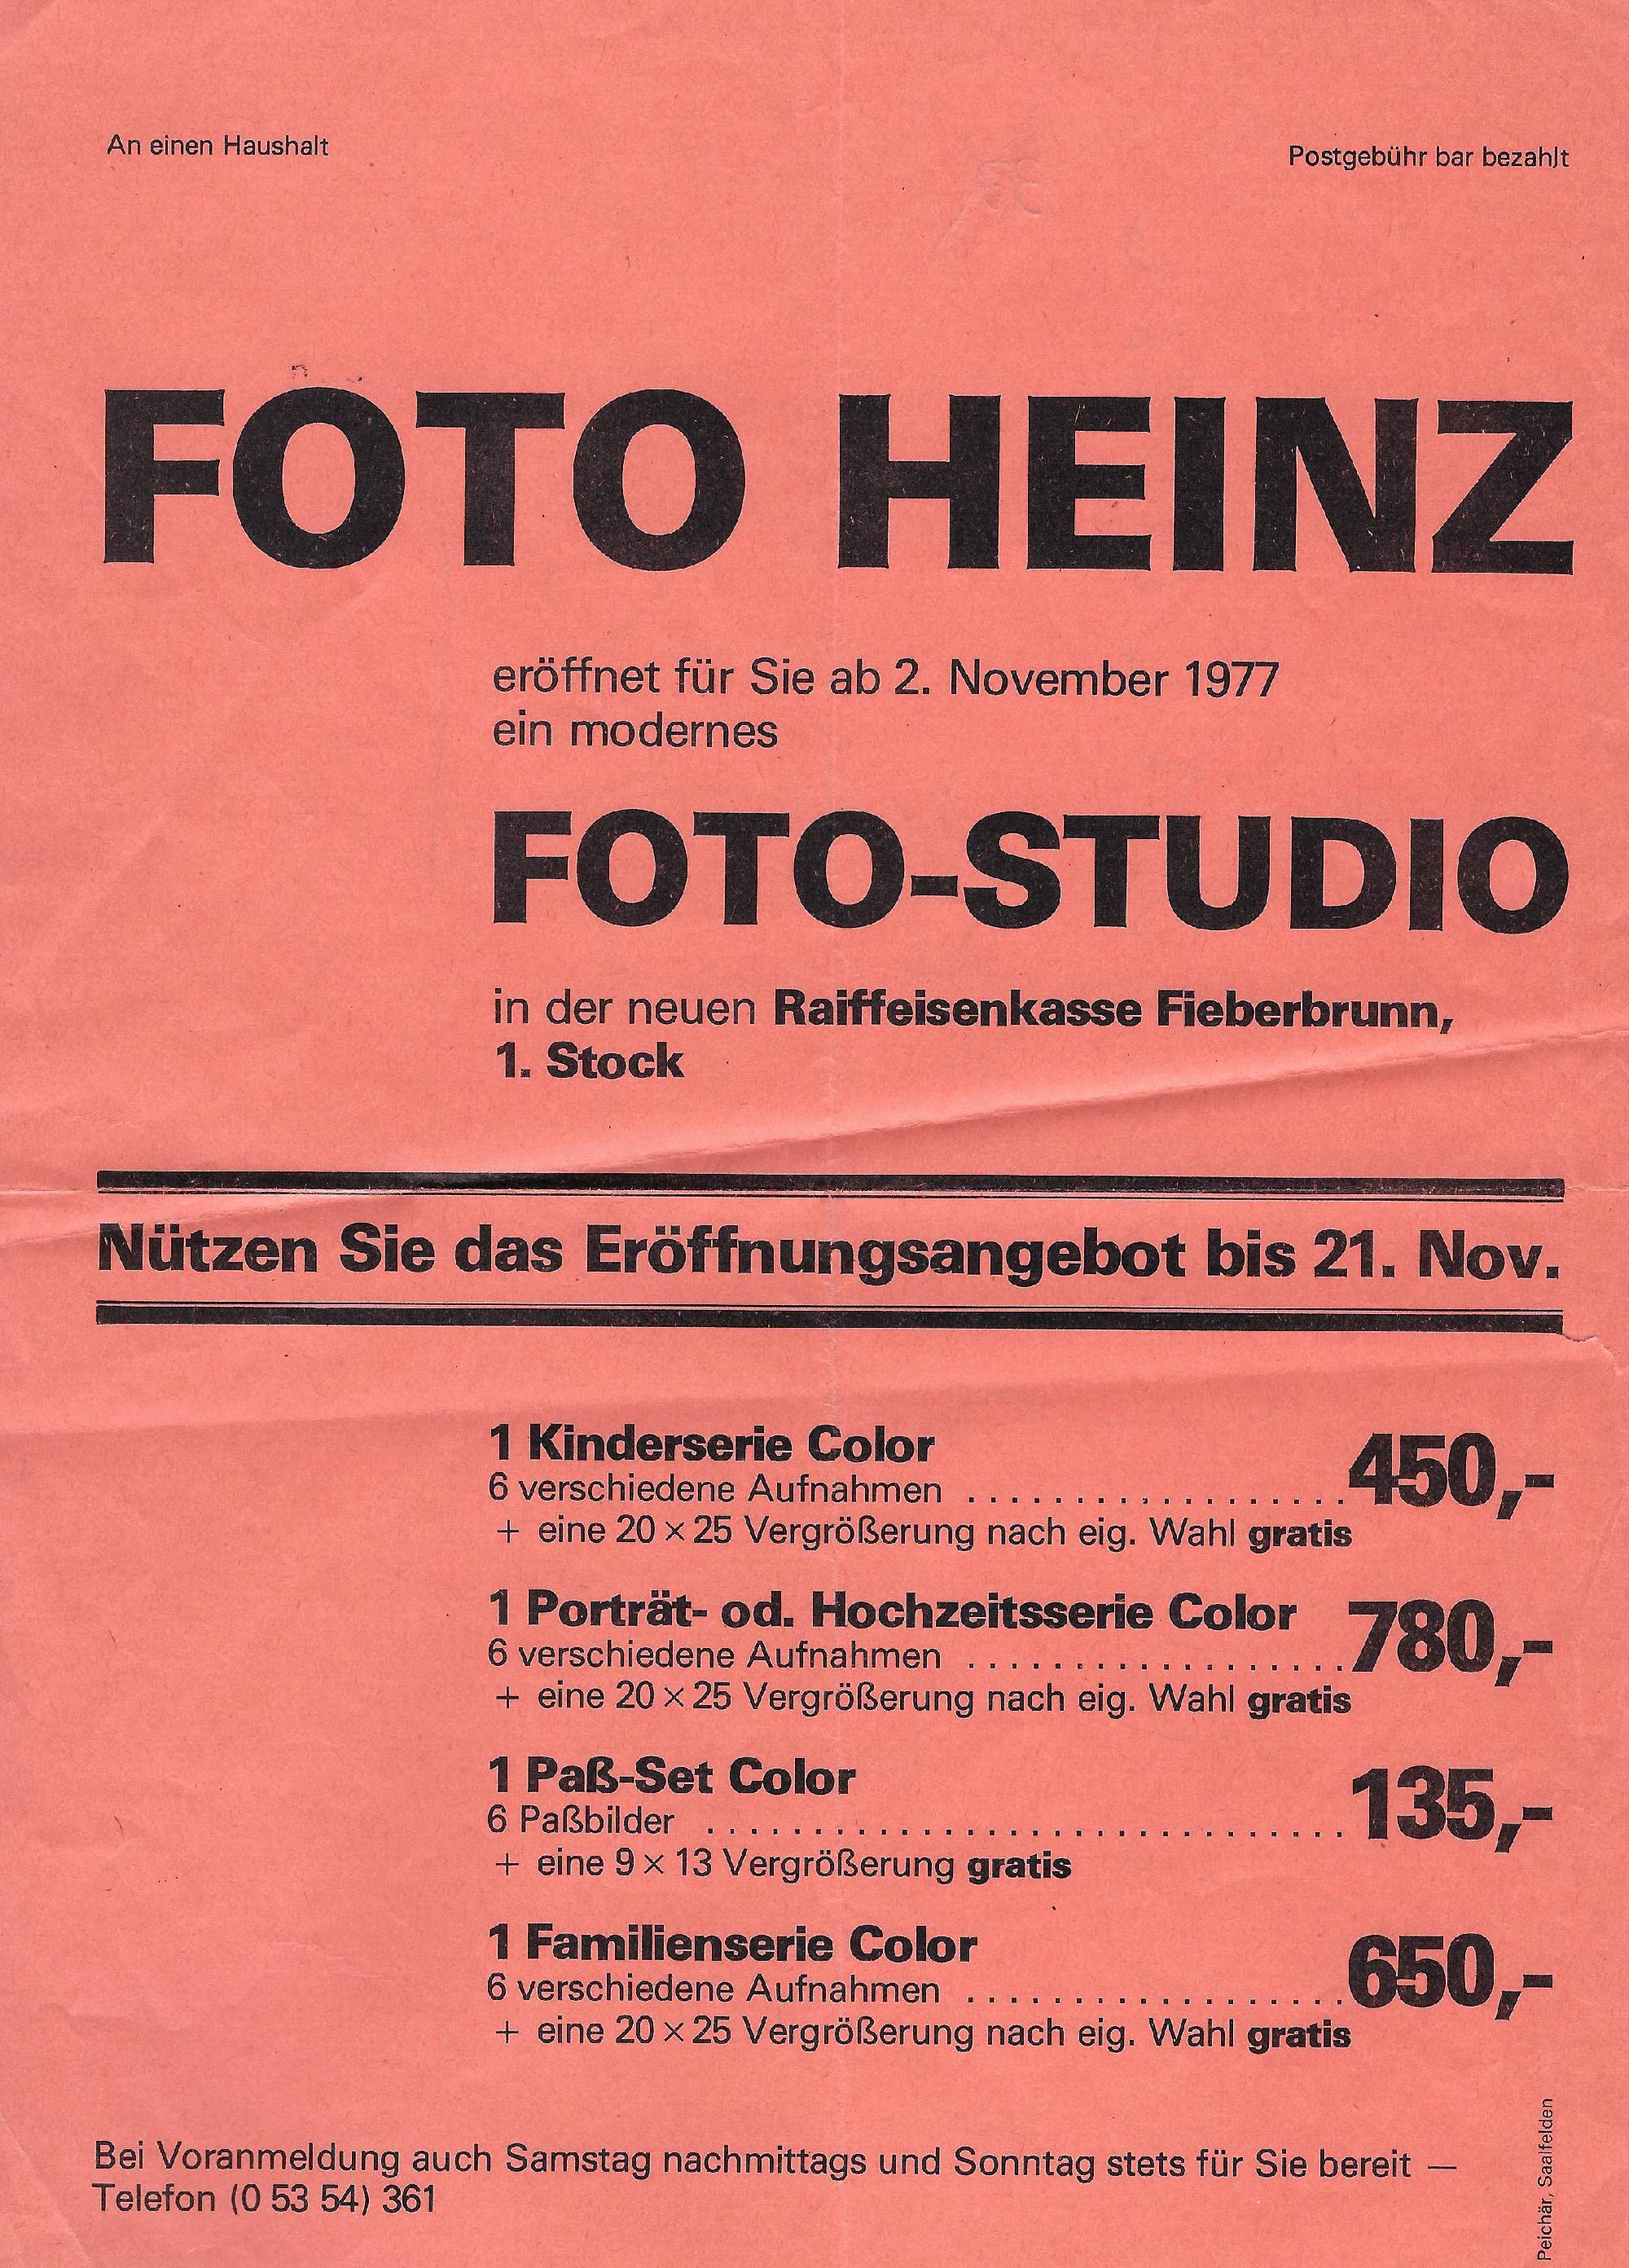 An einen Haushalt
Postgebühr bar bezahlt
FOTO HEINZ
eröffnet für Sie ab 2. November 1977
ein modernes
FOTO-STUDIO
in der neuen Raiffeisenkasse Fieberbrunn,
1. Stock
Nützen Sie das Eröffnungsangebot bis 21. Nov.
1 Kinderserie Color
6 verschiedene Aufnahmen .................. 450,-
+ eine 20 × 25 Vergrößerung nach eig. Wahl gratis
1 Porträt- od. Hochzeitsserie Color
6 verschiedene Aufnahmen .................. 780,-
+ eine 20 × 25 Vergrößerung nach eig. Wahl gratis
1 Paß-Set Color
6 Paßbilder .............................. 135,-
+ eine 9 × 13 Vergrößerung gratis
1 Familienserie Color
6 verschiedene Aufnahmen .................. 650,-
+ eine 20 × 25 Vergrößerung nach eig. Wahl gratis
Bei Voranmeldung auch Samstag nachmittags und Sonntag stets für Sie bereit —
Telefon (0 53 54) 361
Peichär, Saalfelden